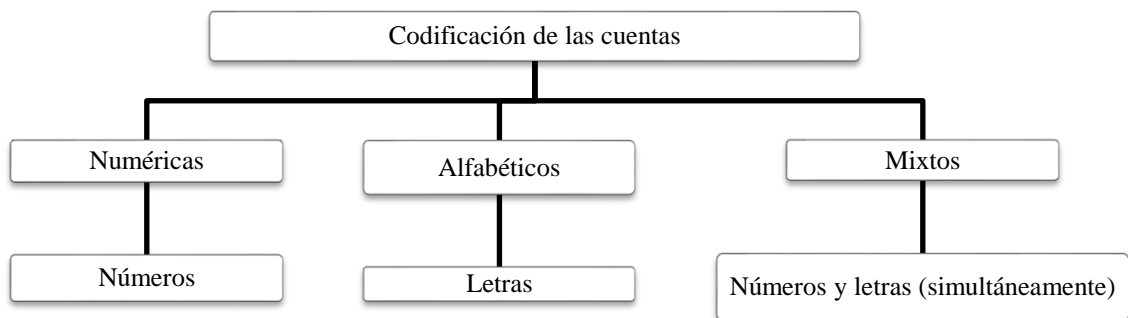 Codificación de las cuentas
Numéricas
Alfabéticos
Mixtos
Números
Letras
Números y letras (simultáneamente)